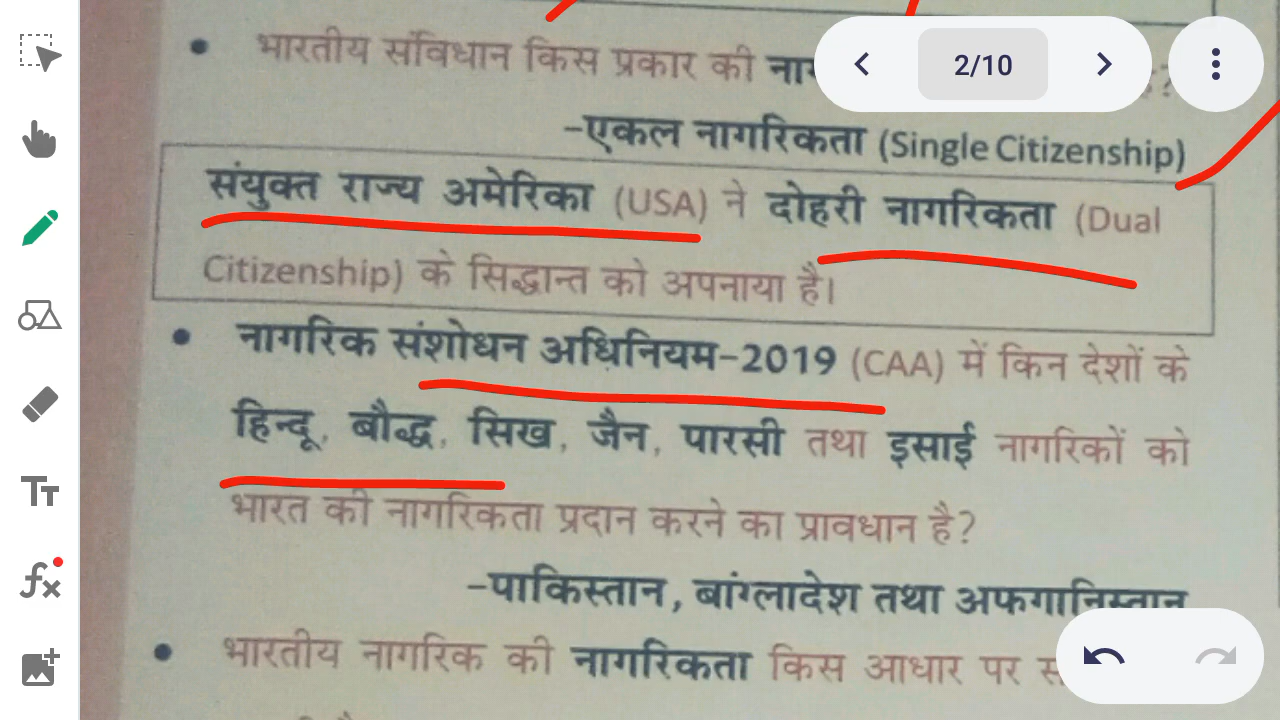 भारतीय संविधान किस प्रकार की
2/10
-एकल नागरिकता (Single Citizenship)
संयुक्त राज्य अमेरिका (USA) ने दोहरी नागरिकता (Dual
Citizenship) के सिद्धान्त को अपनाया है।
नागरिक संशोधन अधिनियम-2019 (CAA) में किन देशों के
हिन्दू, बौद्ध, सिख, जैन, पारसी तथा इसाई नागरिकों को
भारत की नागरिकता प्रदान करने का प्रावधान है?
-पाकिस्तान, बांग्लादेश तथा अफगानिस्तान
भारतीय नागरिक की नागरिकता किस आधार पर
Tт
fx